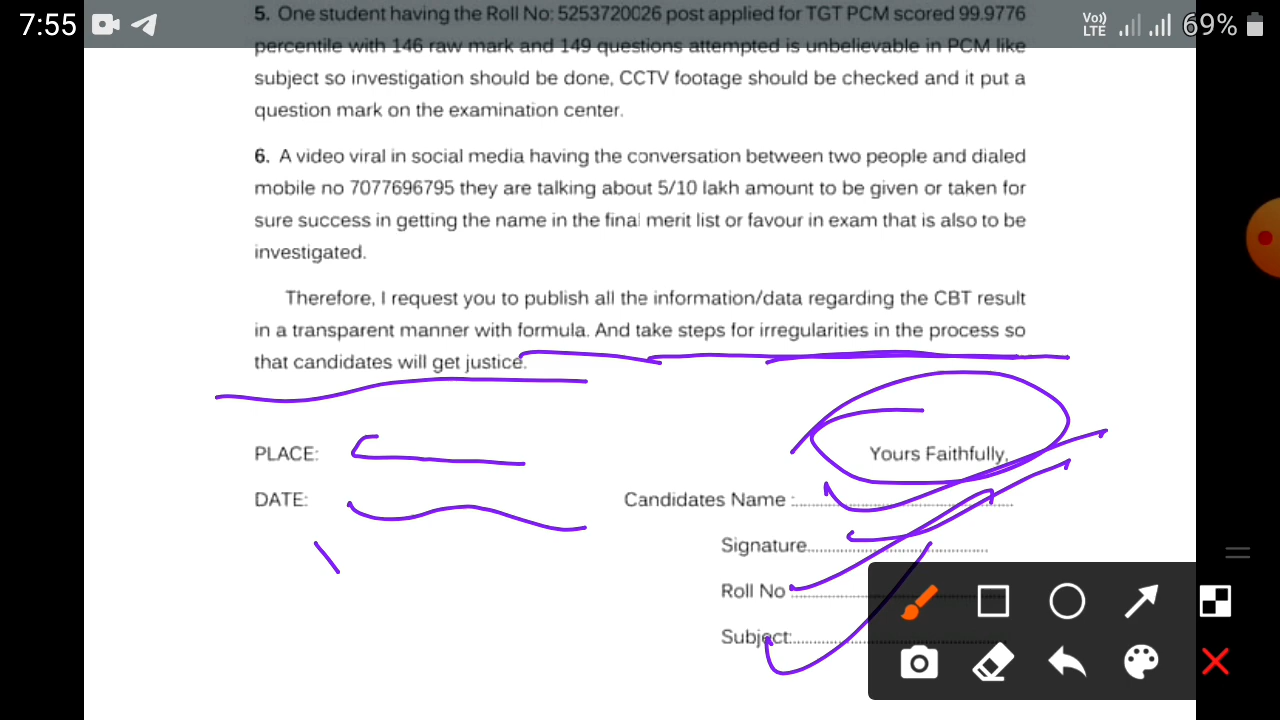 7:55 Vo)) LTE 69%
5. One student having the Roll No: 5253720026 post applied for TGT PCM scored 99.9776
percentile with 146 raw mark and 149 questions attempted is unbelievable in PCM like
subject so investigation should be done, CCTV footage should be checked and it put a
question mark on the examination center.
6. A video viral in social media having the conversation between two people and dialed
mobile no 7077696795 they are talking about 5/10 lakh amount to be given or taken for
sure success in getting the name in the final merit list or favour in exam that is also to be
investigated.
Therefore, I request you to publish all the information/data regarding the CBT result
in a transparent manner with formula. And take steps for irregularities in the process so
that candidates will get justice.
PLACE: Yours Faithfully,
DATE: Candidates Name :..................................
Signature..................................
Roll No ..................................
Subject:..................................